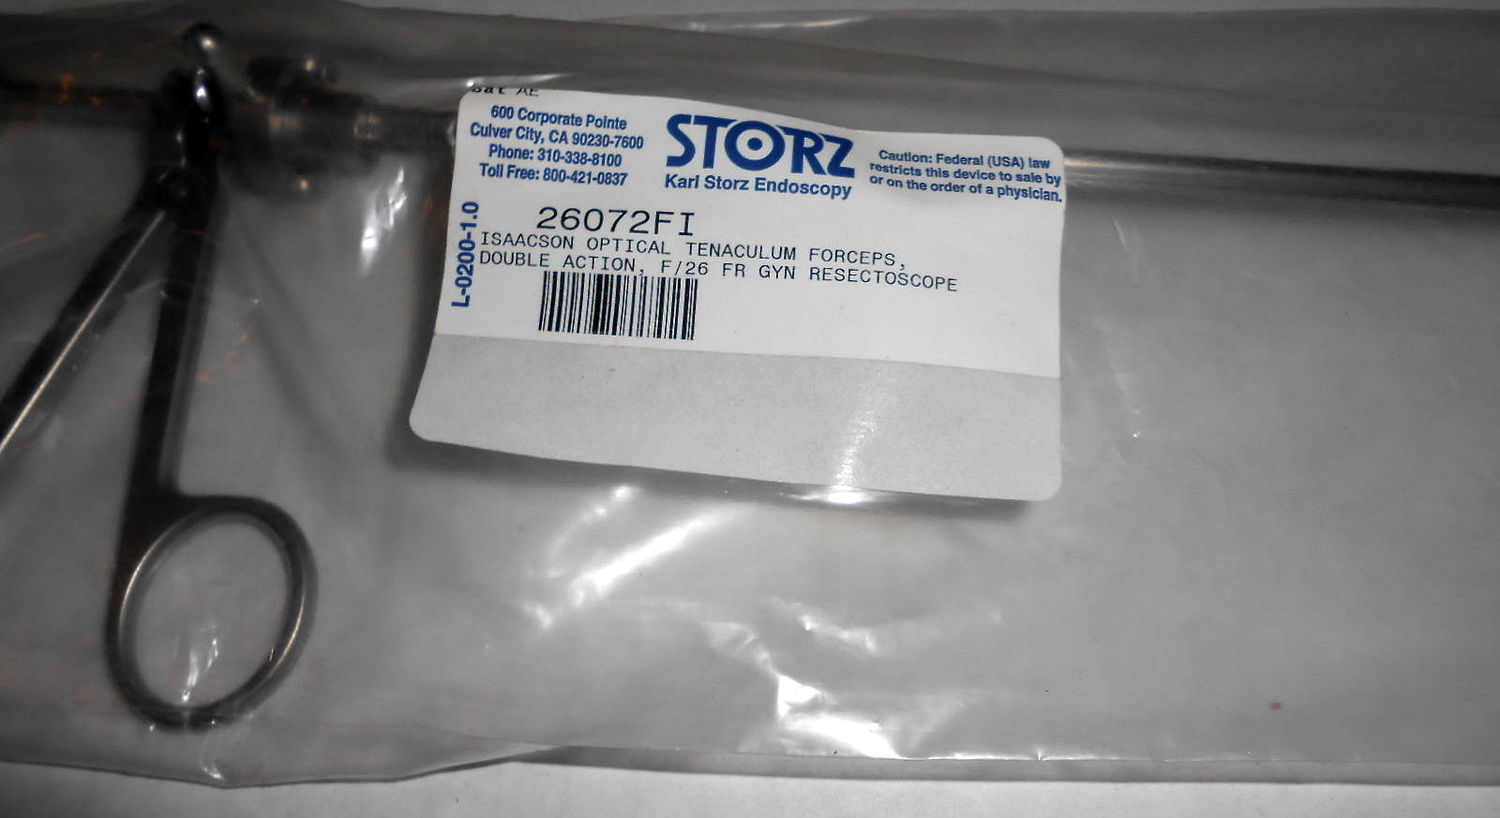 600 Corporate Pointe
Culver City, CA 90230-7600
Phone: 310-338-8100
Toll Free: 800-421-0837
STORZ
Karl Storz Endoscopy
Caution: Federal (USA) law
restricts this device to sale by
or on the order of a physician.
L-0200-1.0
26072FI
ISAACSON OPTICAL TENACULUM FORCEPS,
DOUBLE ACTION, F/26 FR GYN RESECTOSCOPE